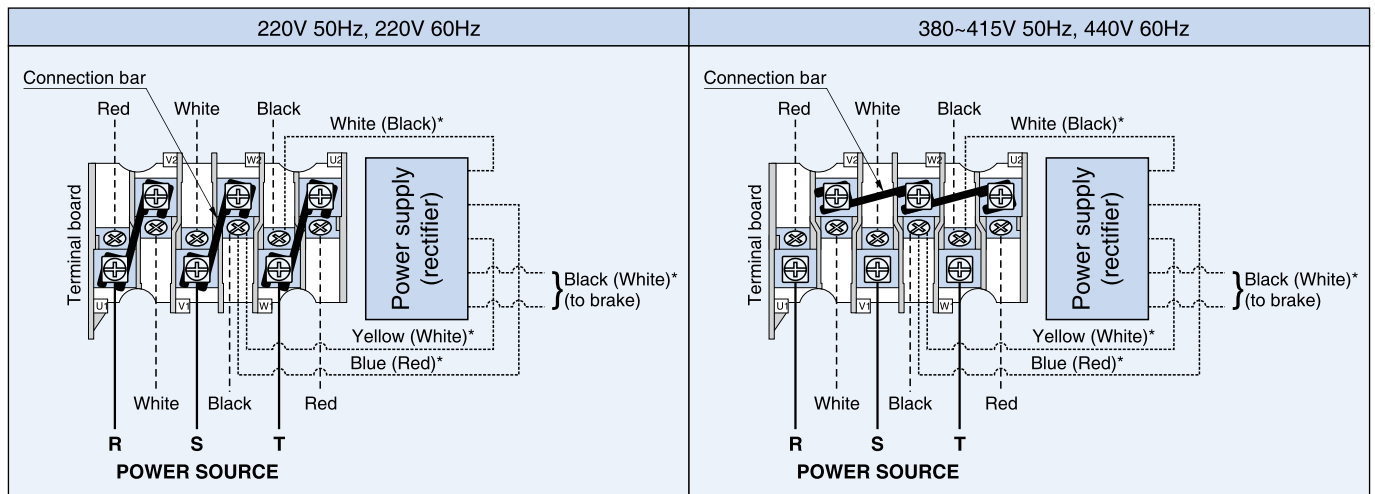 220V 50Hz, 220V 60Hz
Connection bar
Red
White
Black
White (Black)*
V2
W2
U2
Terminal board
Power supply
(rectifier)
U1
V1
W1
Black (White)*
(to brake)
Yellow (White)*
Blue (Red)*
White
Black
Red
R
S
T
POWER SOURCE
380~415V 50Hz, 440V 60Hz
Connection bar
Red
White
Black
White (Black)*
V2
W2
U2
Terminal board
Power supply
(rectifier)
U1
V1
W1
Black (White)*
(to brake)
Yellow (White)*
Blue (Red)*
White
Black
Red
R
S
T
POWER SOURCE